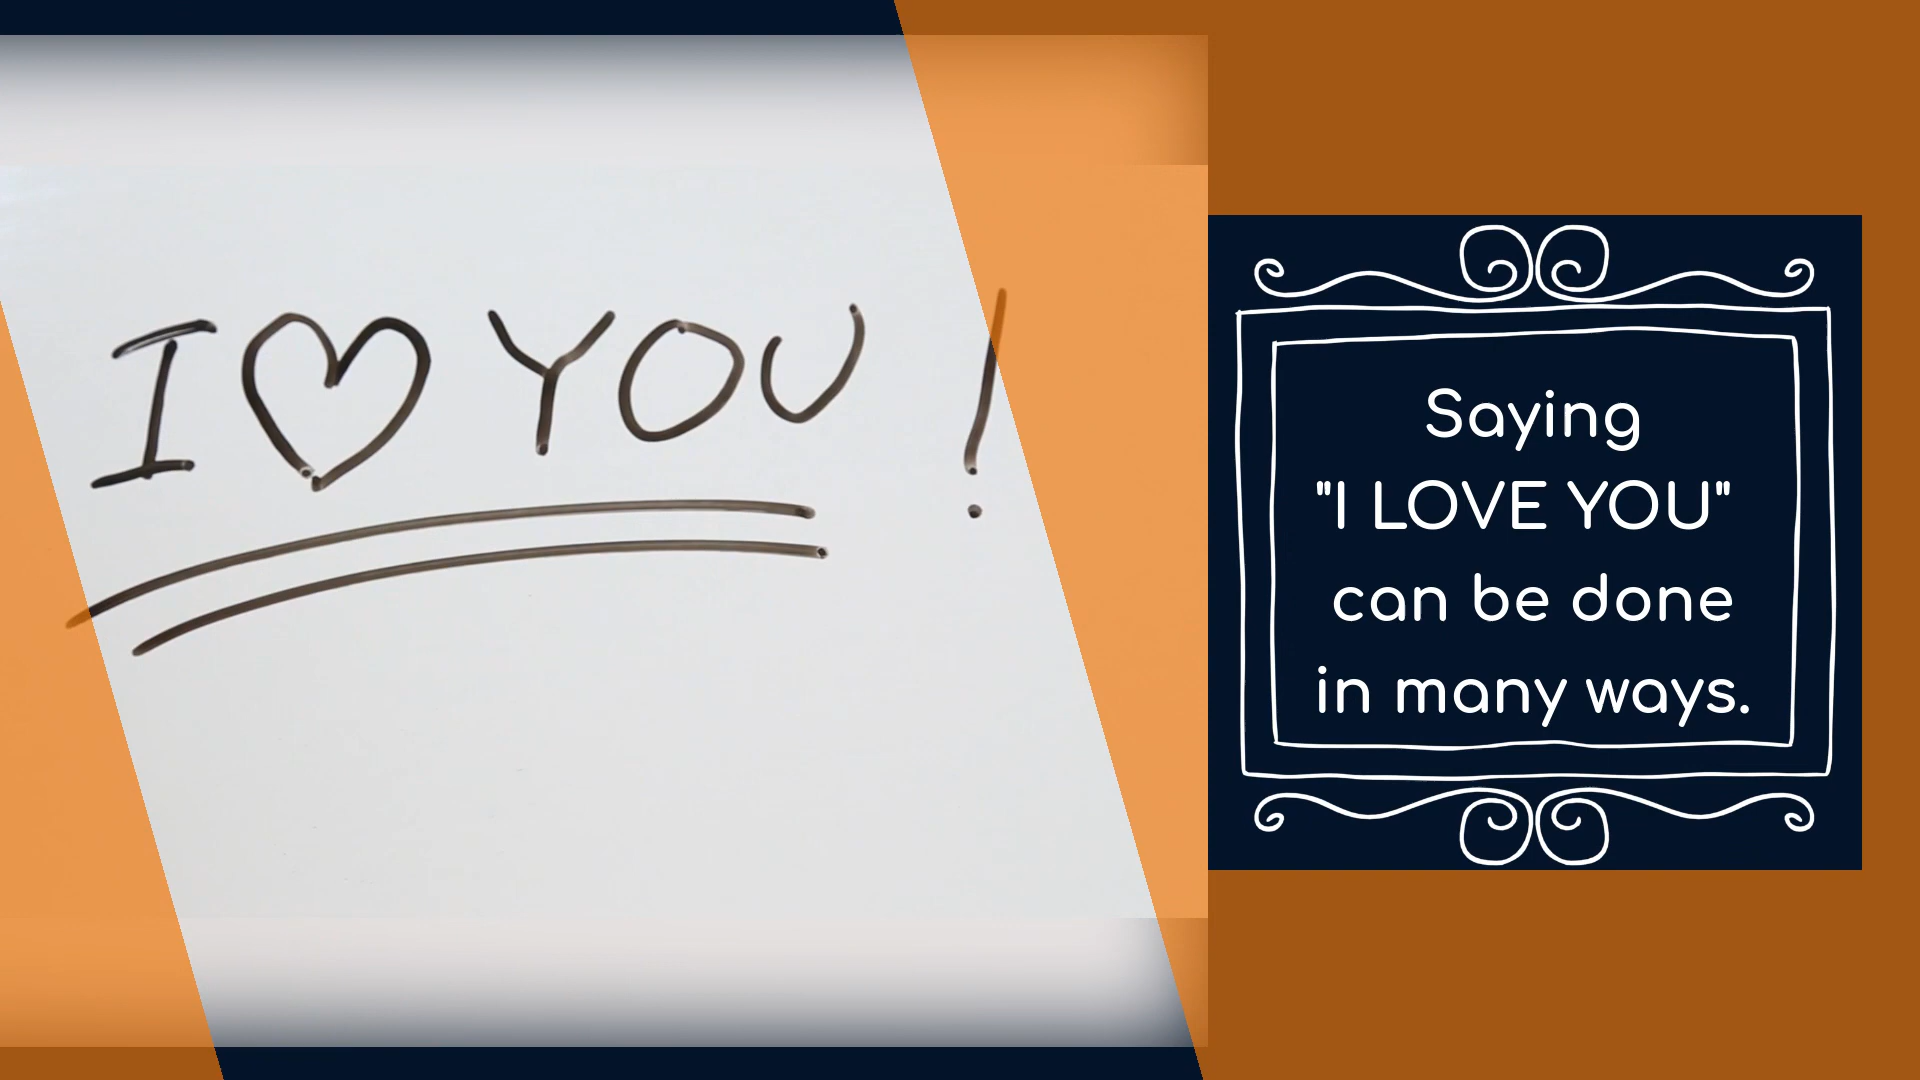 I ♡ YOU !
Saying
"I LOVE YOU"
can be done
in many ways.